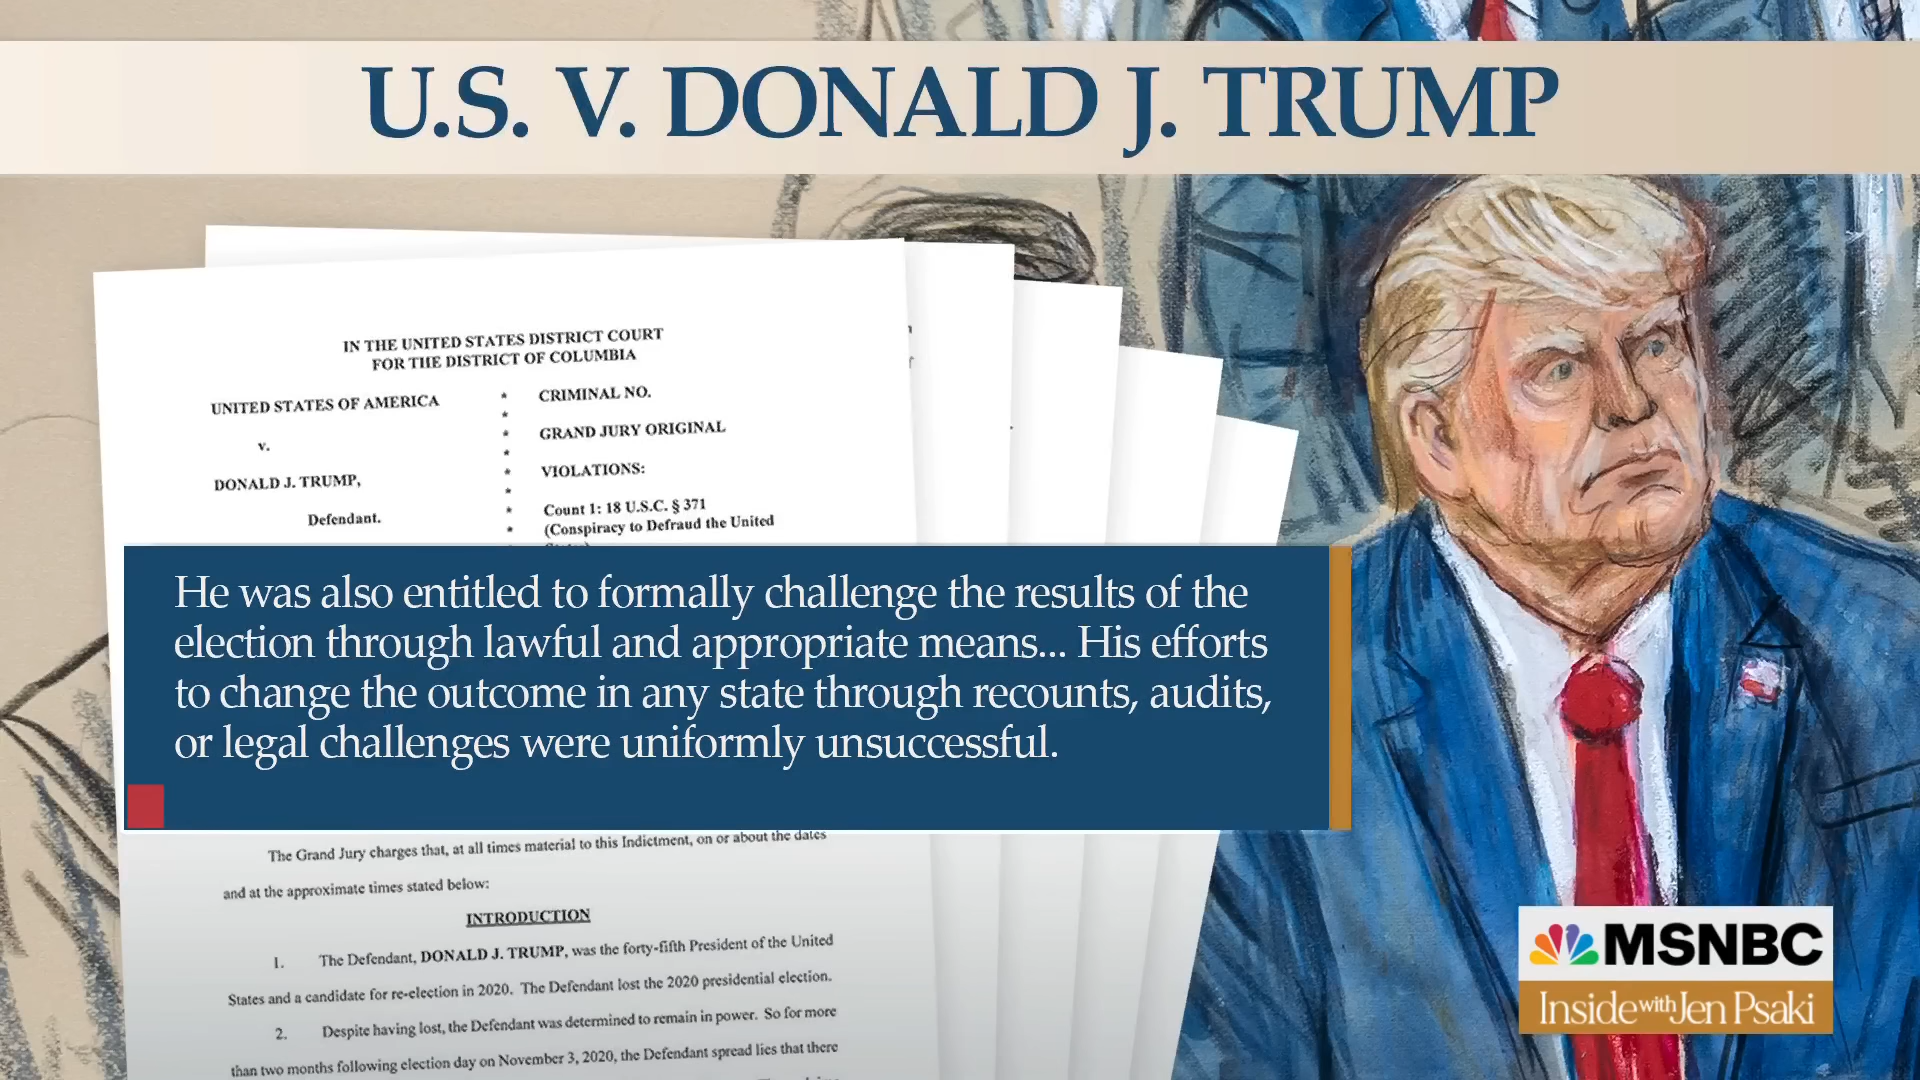 U.S. V. DONALD J. TRUMP
IN THE UNITED STATES DISTRICT COURT
FOR THE DISTRICT OF COLUMBIA
UNITED STATES OF AMERICA
v.
DONALD J. TRUMP,
Defendant.
* CRIMINAL NO.
*
* GRAND JURY ORIGINAL
*
* VIOLATIONS:
*
* Count 1: 18 U.S.C. § 371
* (Conspiracy to Defraud the United
He was also entitled to formally challenge the results of the
election through lawful and appropriate means... His efforts
to change the outcome in any state through recounts, audits,
or legal challenges were uniformly unsuccessful.
The Grand Jury charges that, at all times material to this Indictment, on or about the dates
and at the approximate times stated below:
INTRODUCTION
1. The Defendant, DONALD J. TRUMP, was the forty-fifth President of the United
States and a candidate for re-election in 2020. The Defendant lost the 2020 presidential election.
2. Despite having lost, the Defendant was determined to remain in power. So for more
than two months following election day on November 3, 2020, the Defendant spread lies that there
MSNBC
Inside with Jen Psaki